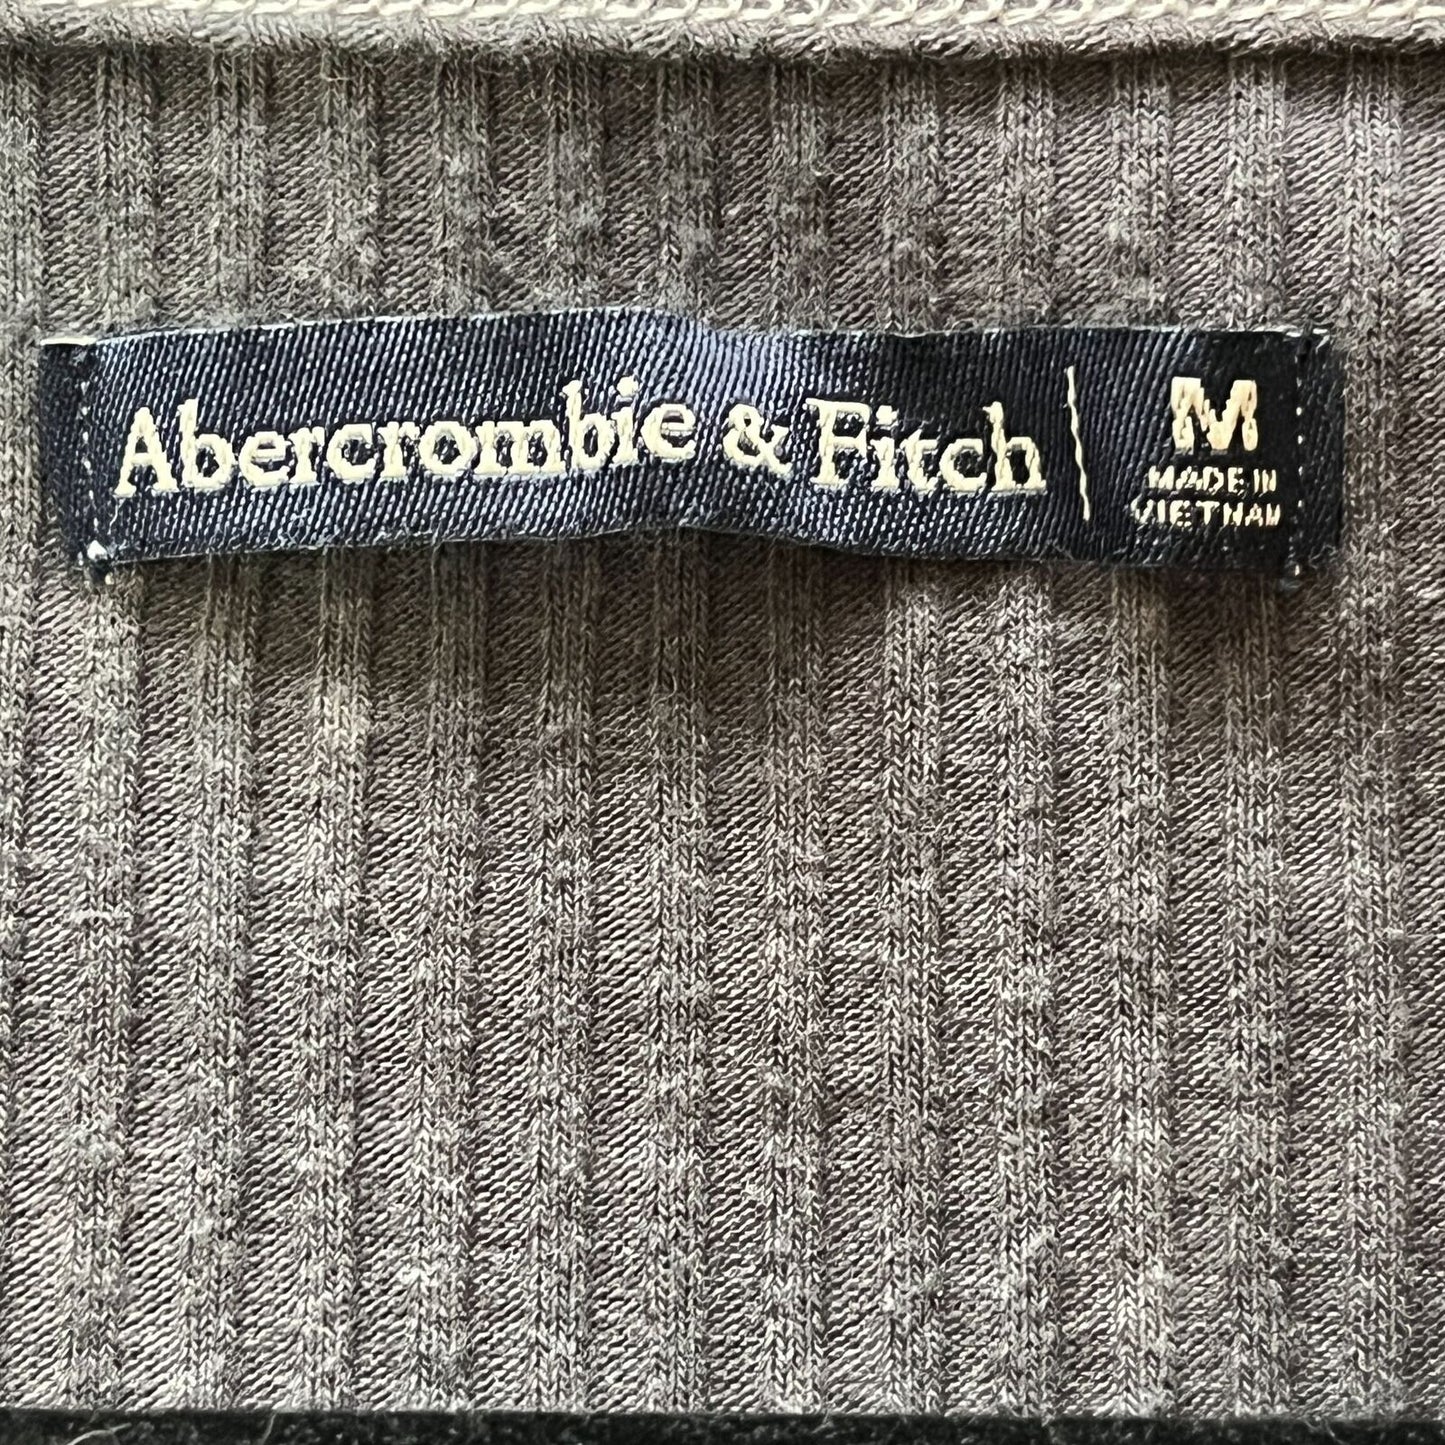 Abercrombie & Fitch
M
MADE IN
VIETNAM